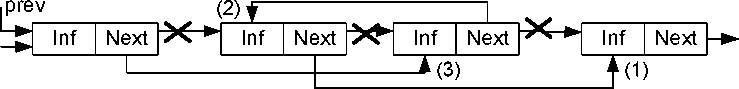 prev
(2)
Inf Next Inf Next Inf Next Inf Next
(3) (1)